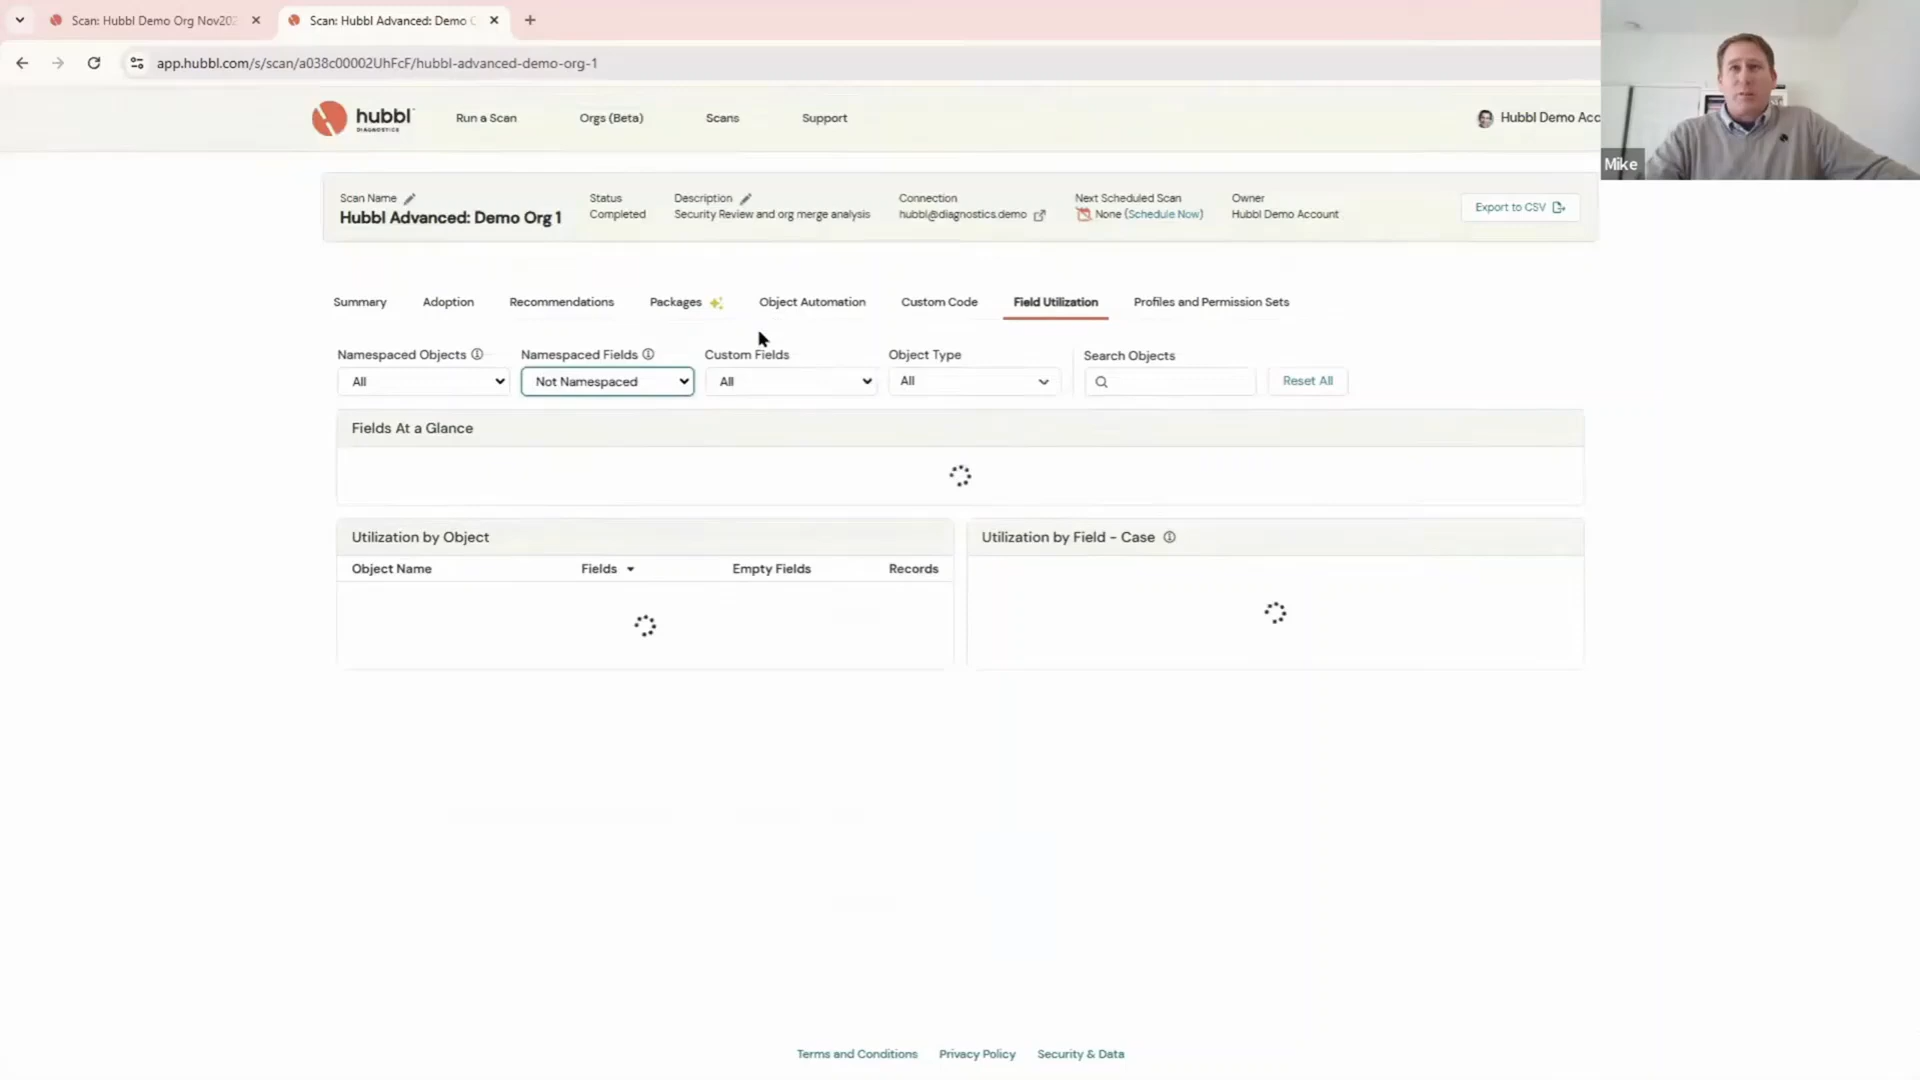 Scan: Hubbl Demo Org Nov202
Scan: Hubbl Advanced: Demo O
app.hubbl.com/s/scan/a038c00002UhFcF/hubbl-advanced-demo-org-1
hubbl
DIAGNOSTICS
Run a Scan
Orgs (Beta)
Scans
Support
Hubbl Demo Acc
Mike
Scan Name
Hubbl Advanced: Demo Org 1
Status
Completed
Description
Security Review and org merge analysis
Connection
hubbl@diagnostics.demo
Next Scheduled Scan
None (Schedule Now)
Owner
Hubbl Demo Account
Export to CSV
Summary
Adoption
Recommendations
Packages
Object Automation
Custom Code
Field Utilization
Profiles and Permission Sets
Namespaced Objects
All
Namespaced Fields
Not Namespaced
Custom Fields
All
Object Type
All
Search Objects
Reset All
Fields At a Glance
Utilization by Object
Object Name
Fields
Empty Fields
Records
Utilization by Field - Case
Terms and Conditions
Privacy Policy
Security & Data